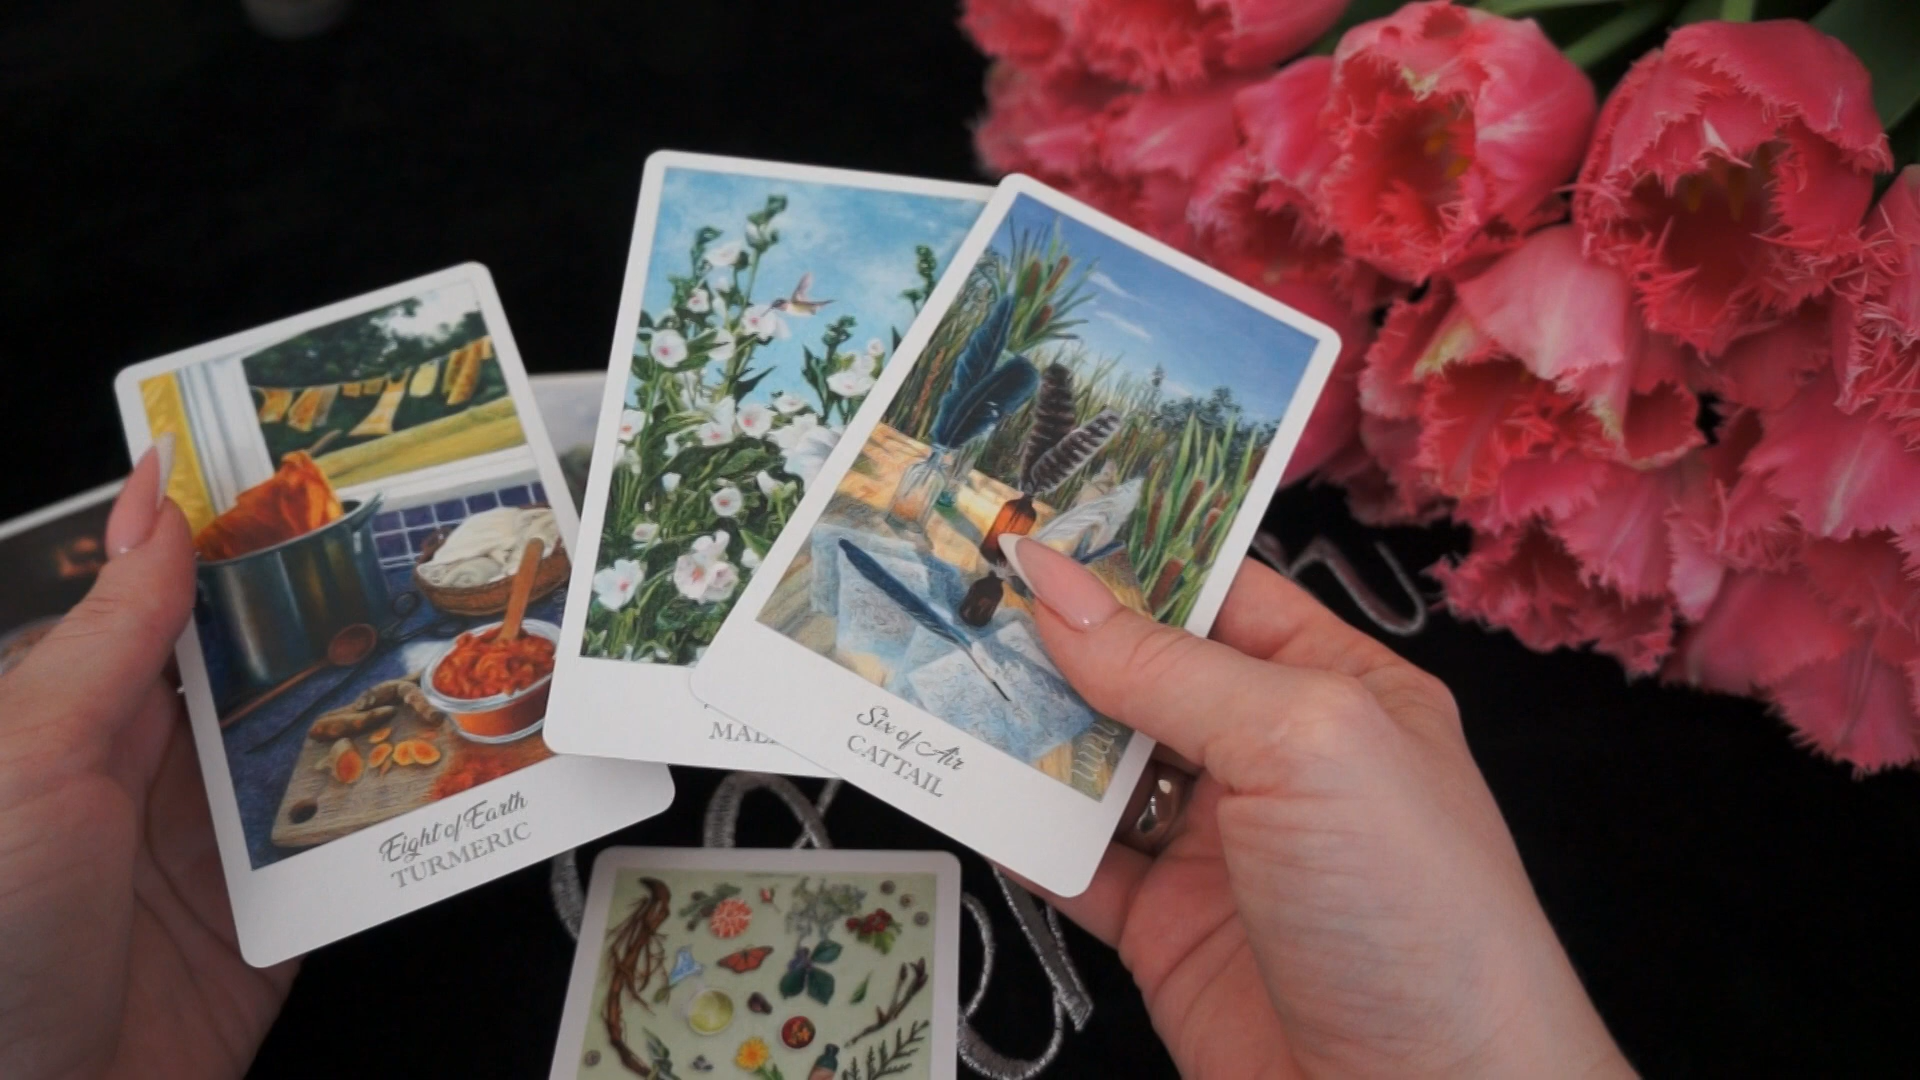 Eight of Earth
TURMERIC
Six of Air
CATTAIL